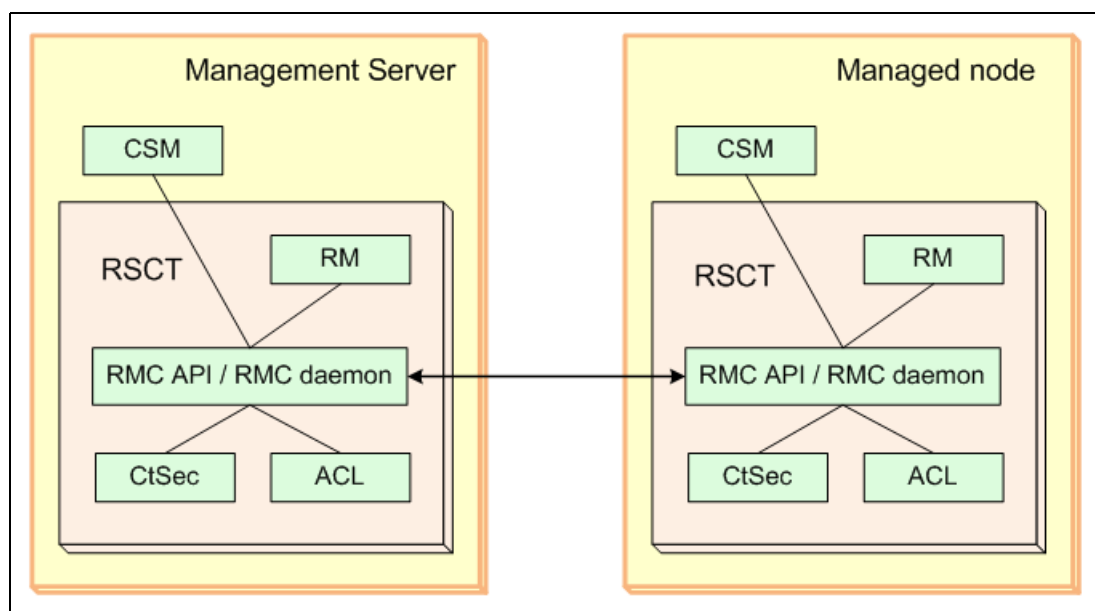 Management Server
CSM
RSCT
RM
RMC API / RMC daemon
CtSec
ACL
Managed node
CSM
RSCT
RM
RMC API / RMC daemon
CtSec
ACL